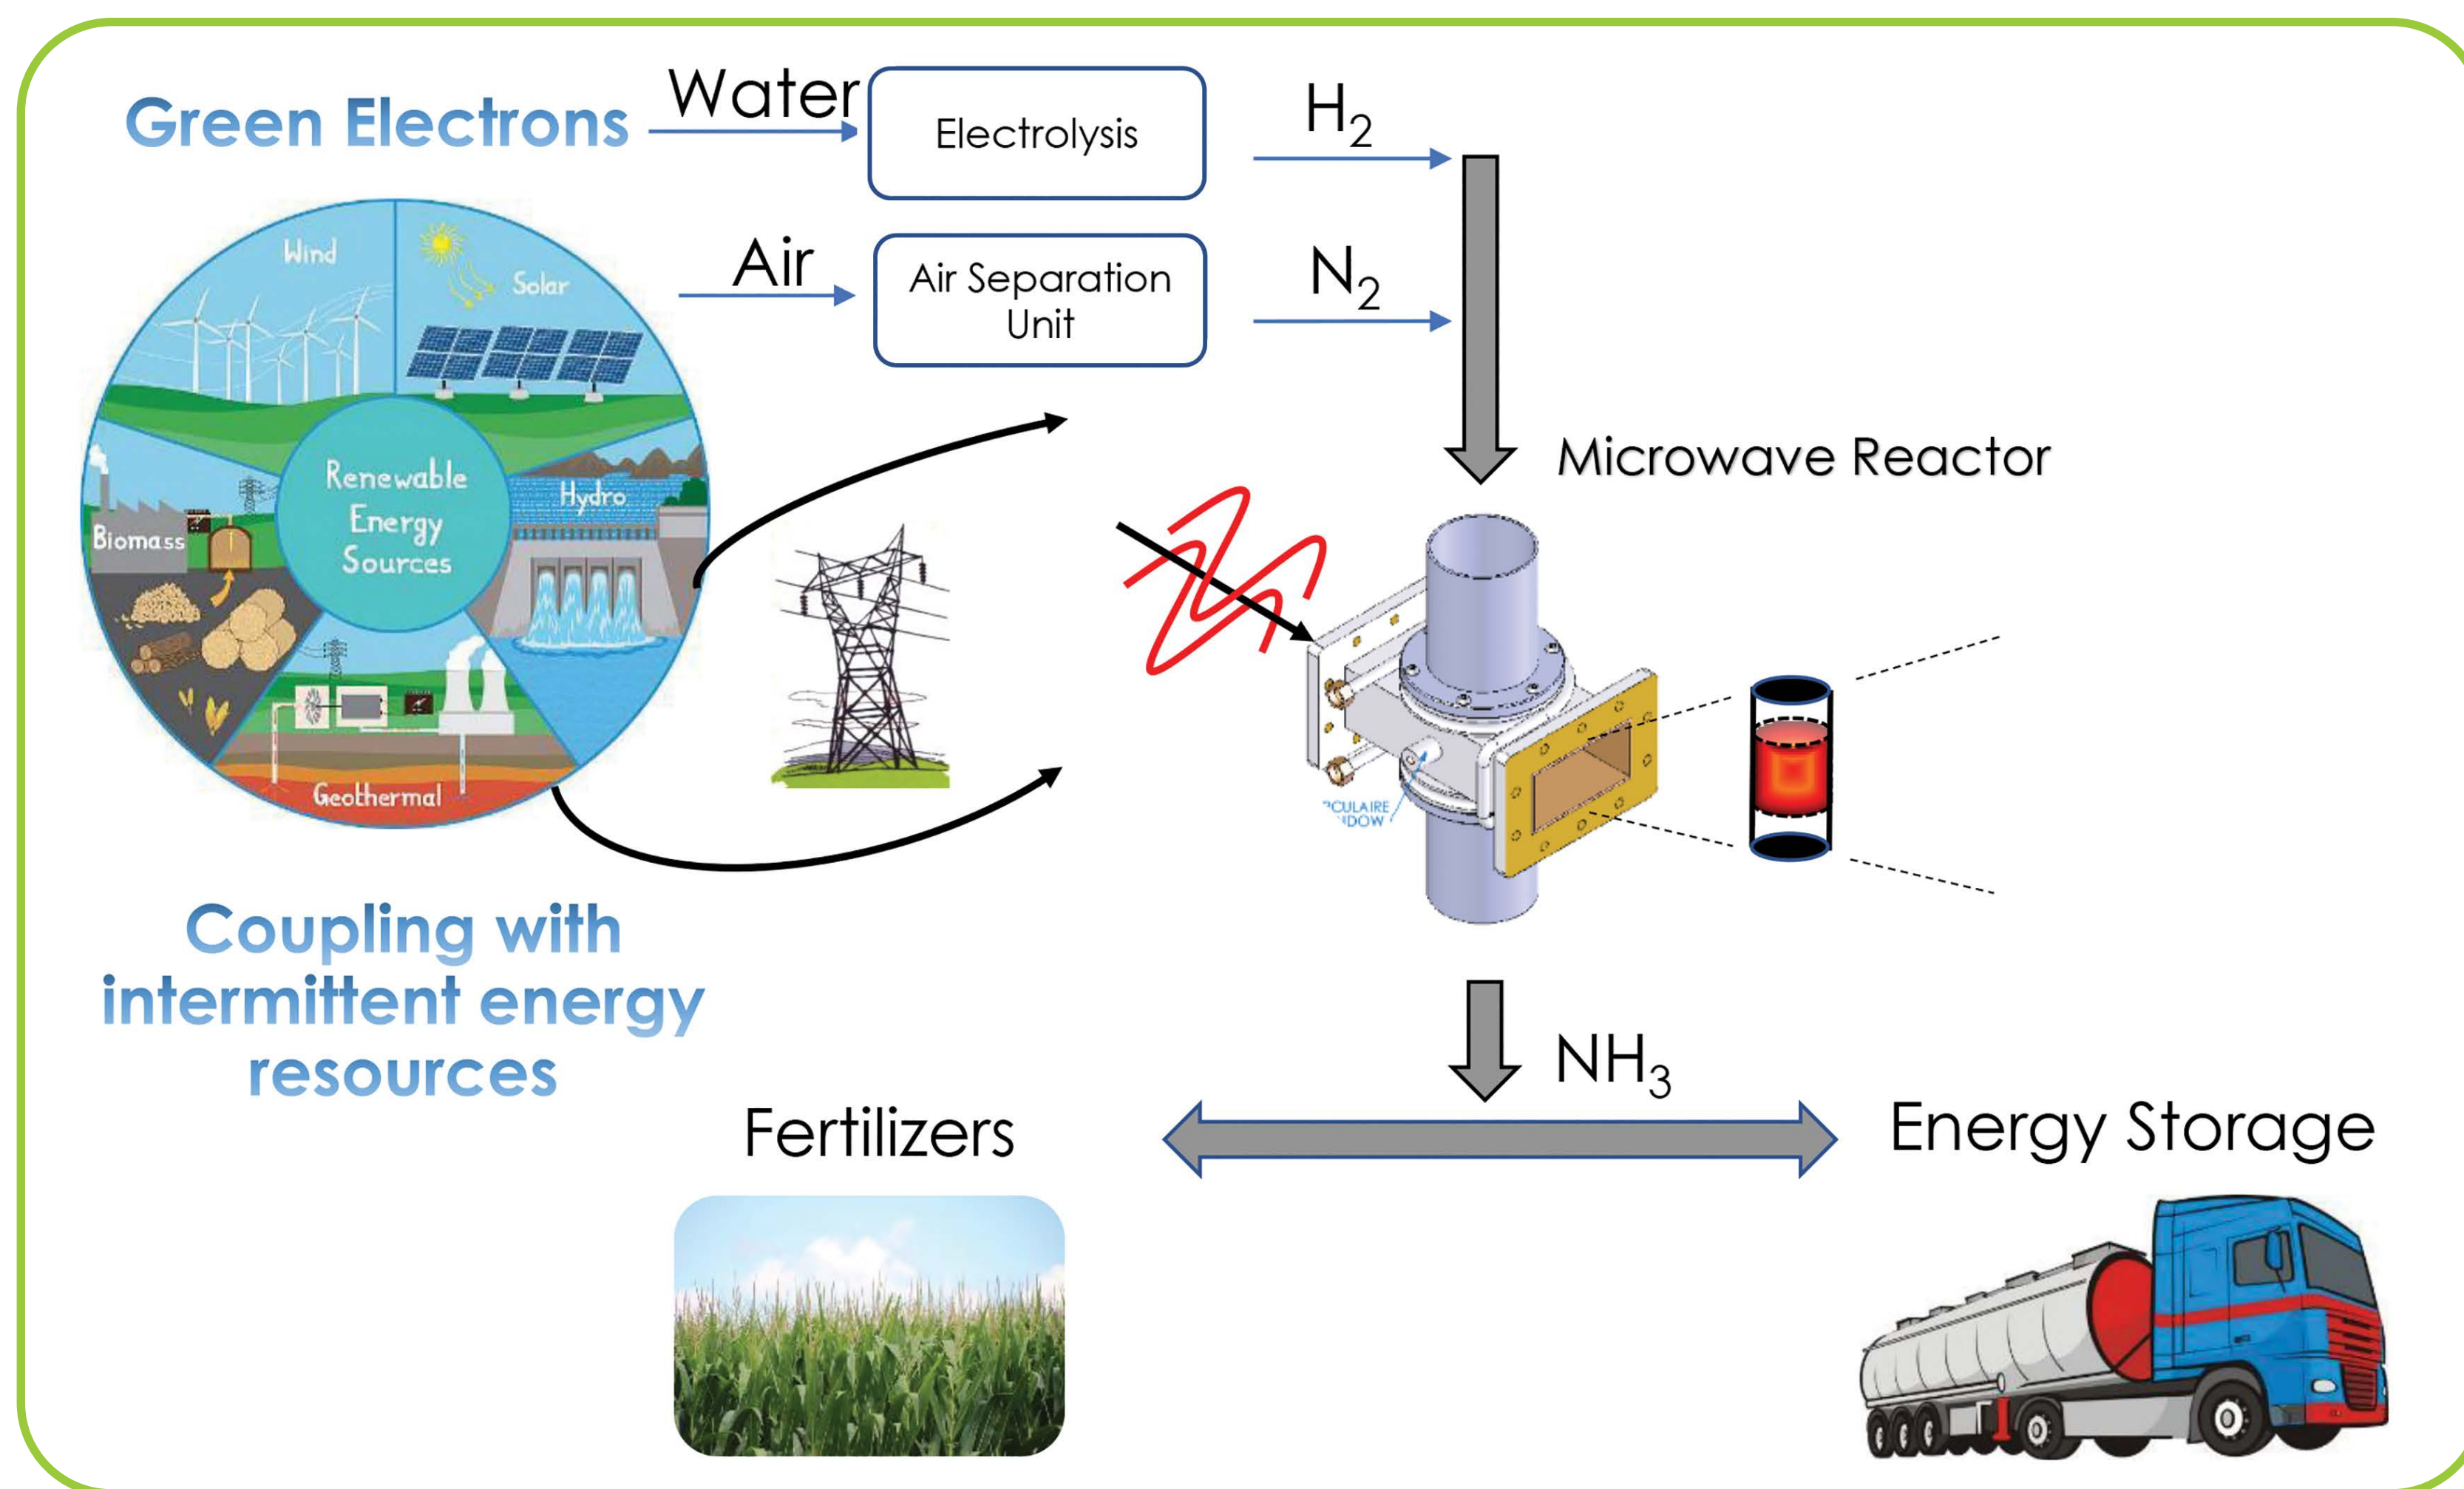 Green Electrons
Water
Electrolysis
H₂
Air
Air Separation
Unit
N₂
Wind
Solar
Renewable
Energy
Sources
Hydro
Biomass
Geothermal
Microwave Reactor
Coupling with
intermittent energy
resources
NH₃
Fertilizers
Energy Storage